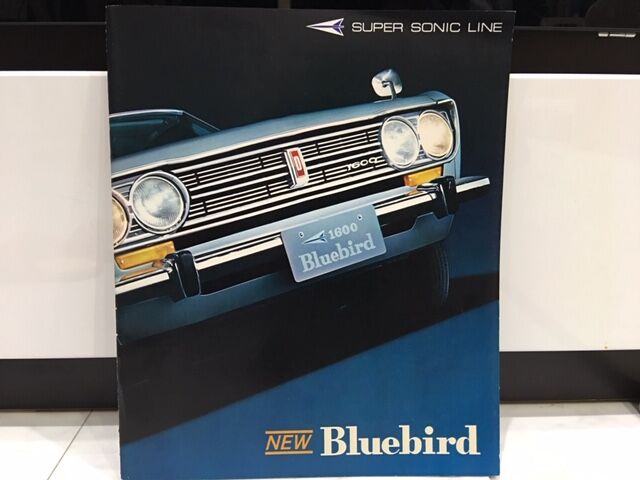 SUPER SONIC LINE
1600
1600
Bluebird
NEW Bluebird